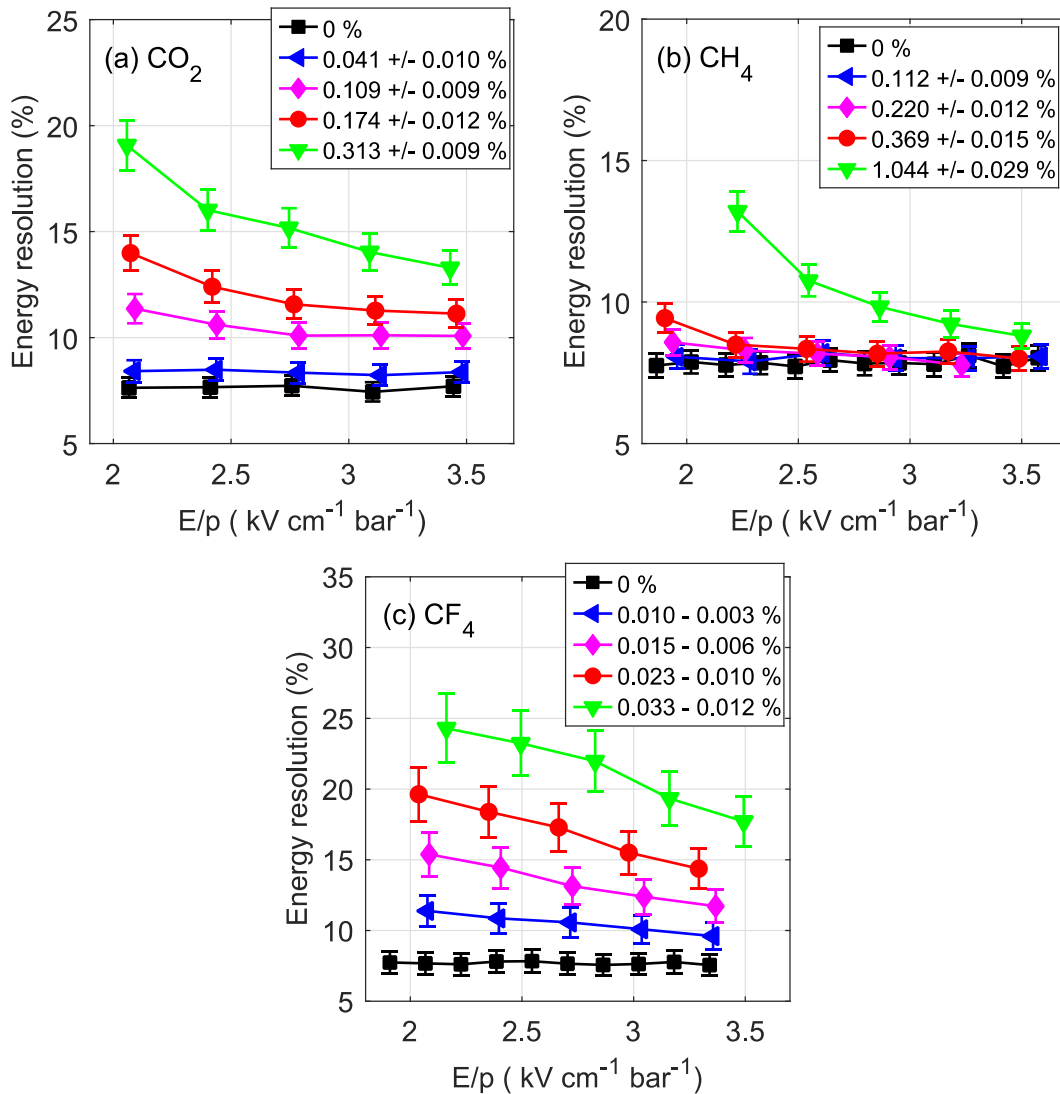 (a) CO2
0 %
0.041 +/- 0.010 %
0.109 +/- 0.009 %
0.174 +/- 0.012 %
0.313 +/- 0.009 %
25
20
15
10
5
Energy resolution (%)
2 2.5 3 3.5
E/p ( kV cm-1 bar-1)
(b) CH4
0 %
0.112 +/- 0.009 %
0.220 +/- 0.012 %
0.369 +/- 0.015 %
1.044 +/- 0.029 %
20
15
10
5
Energy resolution (%)
2 2.5 3 3.5
E/p ( kV cm-1 bar-1)
(c) CF4
0 %
0.010 - 0.003 %
0.015 - 0.006 %
0.023 - 0.010 %
0.033 - 0.012 %
35
30
25
20
15
10
5
Energy resolution (%)
2 2.5 3 3.5
E/p ( kV cm-1 bar-1)